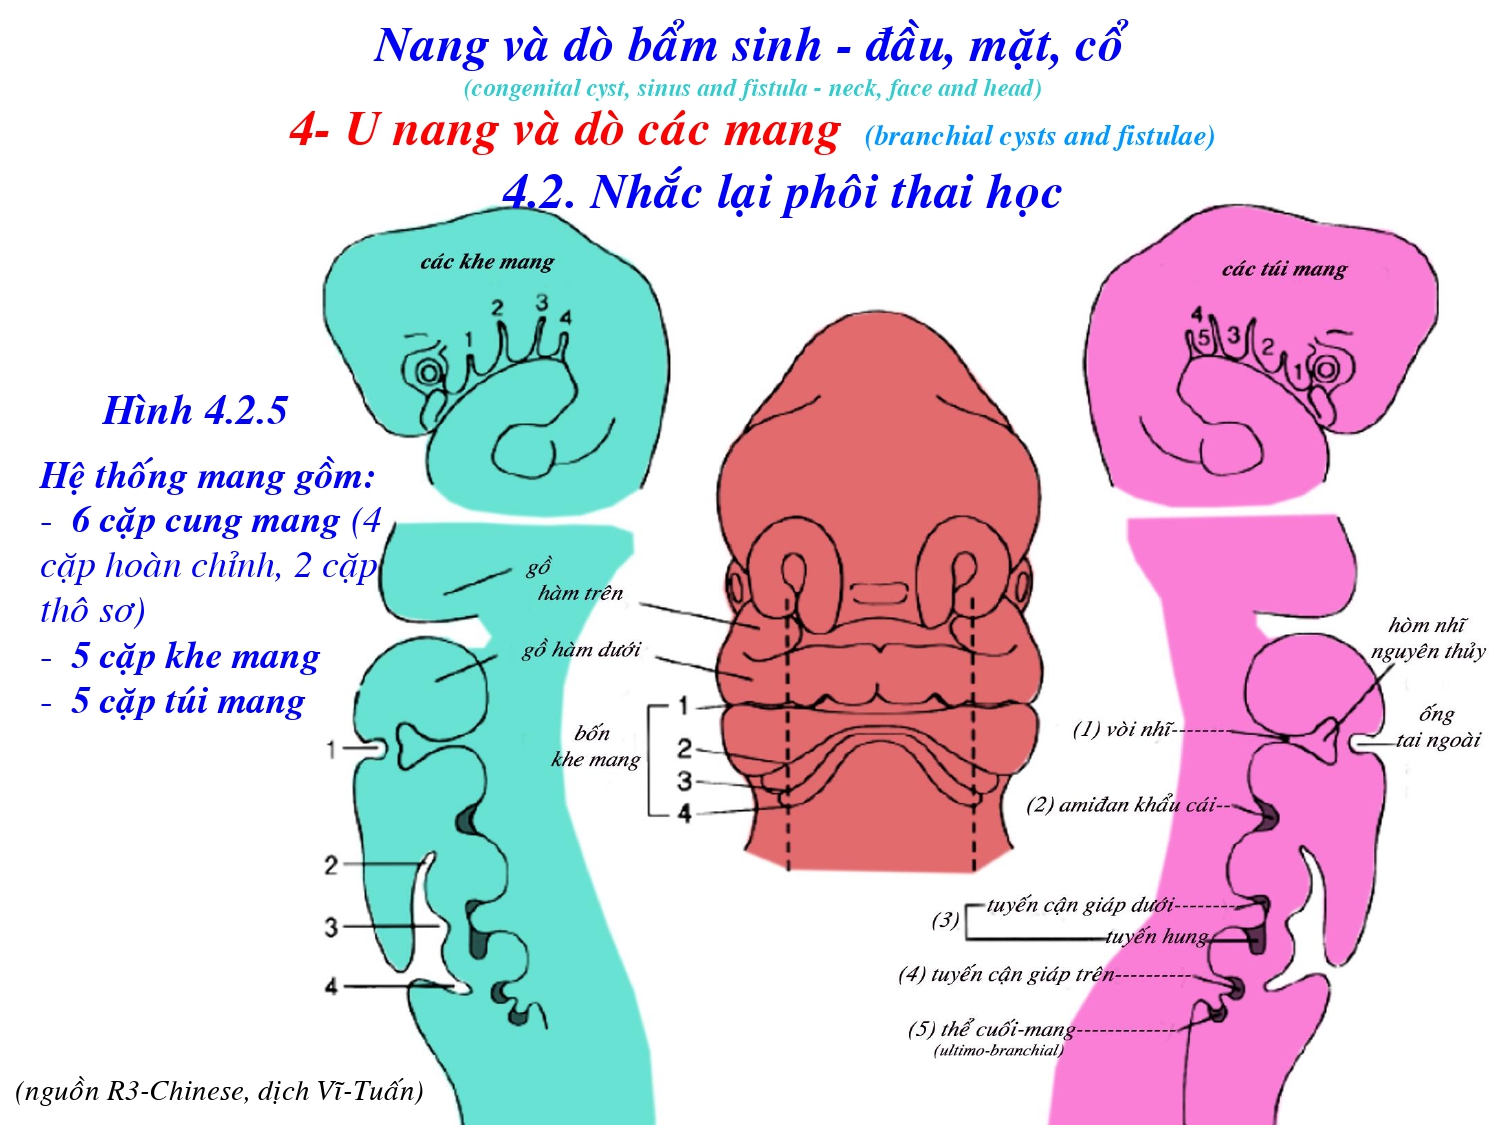 Nang và dò bẩm sinh - đầu, mặt, cổ
(congenital cyst, sinus and fistula - neck, face and head)
4- U nang và dò các mang (branchial cysts and fistulae)
4.2. Nhắc lại phôi thai học
các khe mang
1 2 3 4
các túi mang
4 5 3 2 1
Hình 4.2.5
Hệ thống mang gồm:
- 6 cặp cung mang (4
cặp hoàn chỉnh, 2 cặp
thô sơ)
- 5 cặp khe mang
- 5 cặp túi mang
gồ
hàm trên
gồ hàm dưới
bốn
khe mang
1
2
3
4
1
2
3
4
hòm nhĩ
nguyên thủy
ống
tai ngoài
(1) vòi nhĩ
(2) amiđan khẩu cái
(3)
tuyến cận giáp dưới
tuyến hung
(4) tuyến cận giáp trên
(5) thể cuối-mang
(ultimo-branchial)
(nguồn R3-Chinese, dịch Vĩ-Tuấn)